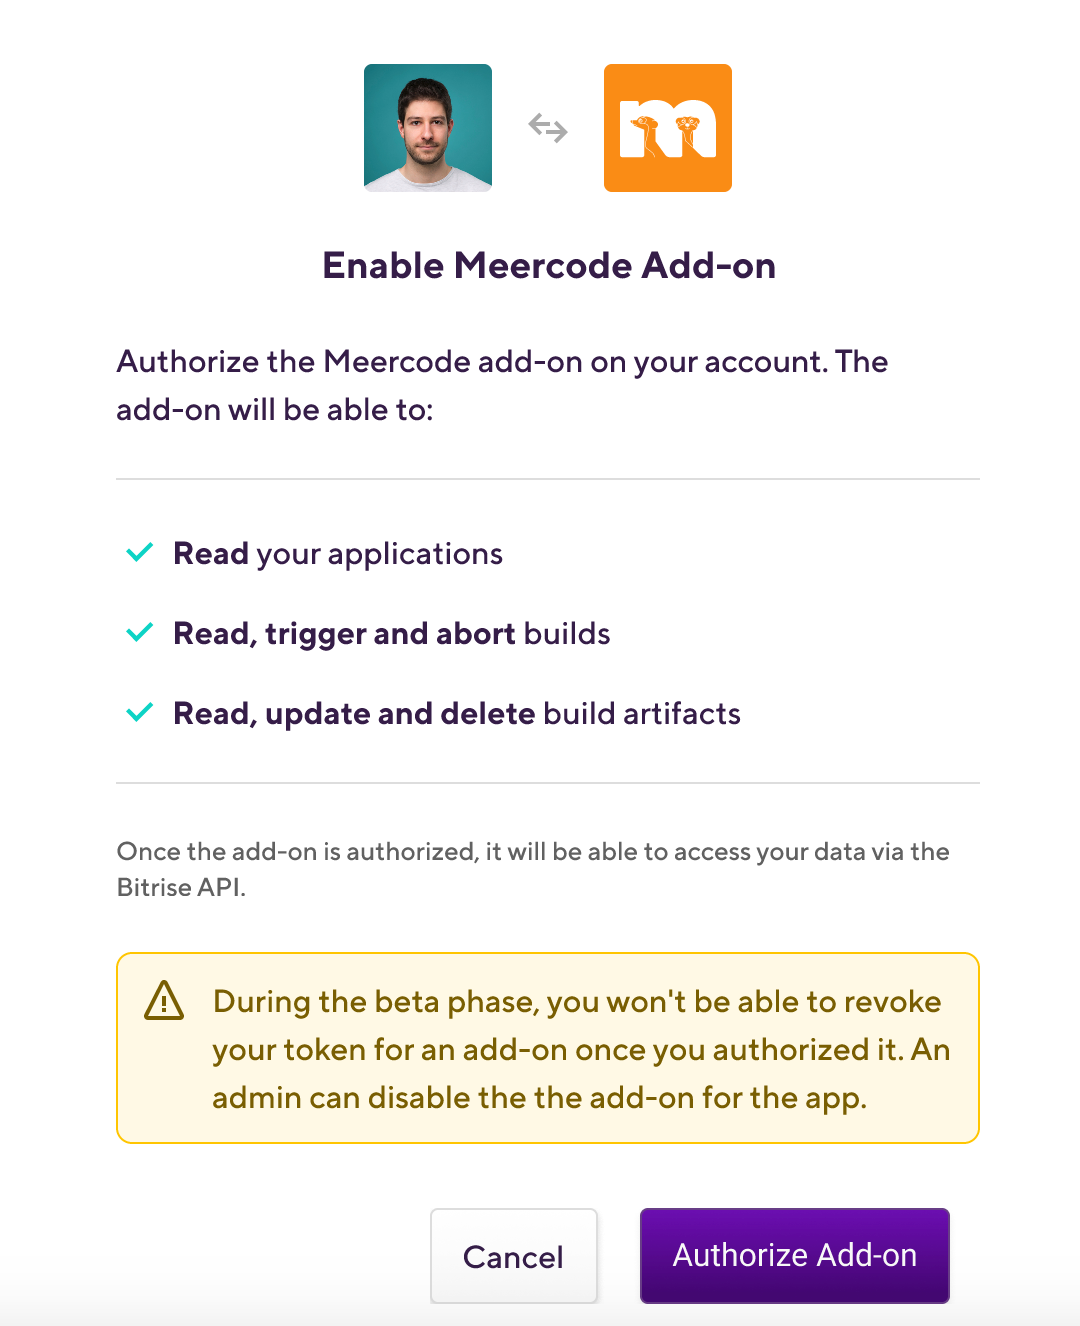 m
Enable Meercode Add-on
Authorize the Meercode add-on on your account. The
add-on will be able to:
Read your applications
Read, trigger and abort builds
Read, update and delete build artifacts
Once the add-on is authorized, it will be able to access your data via the
Bitrise API.
During the beta phase, you won't be able to revoke
your token for an add-on once you authorized it. An
admin can disable the the add-on for the app.
Cancel
Authorize Add-on